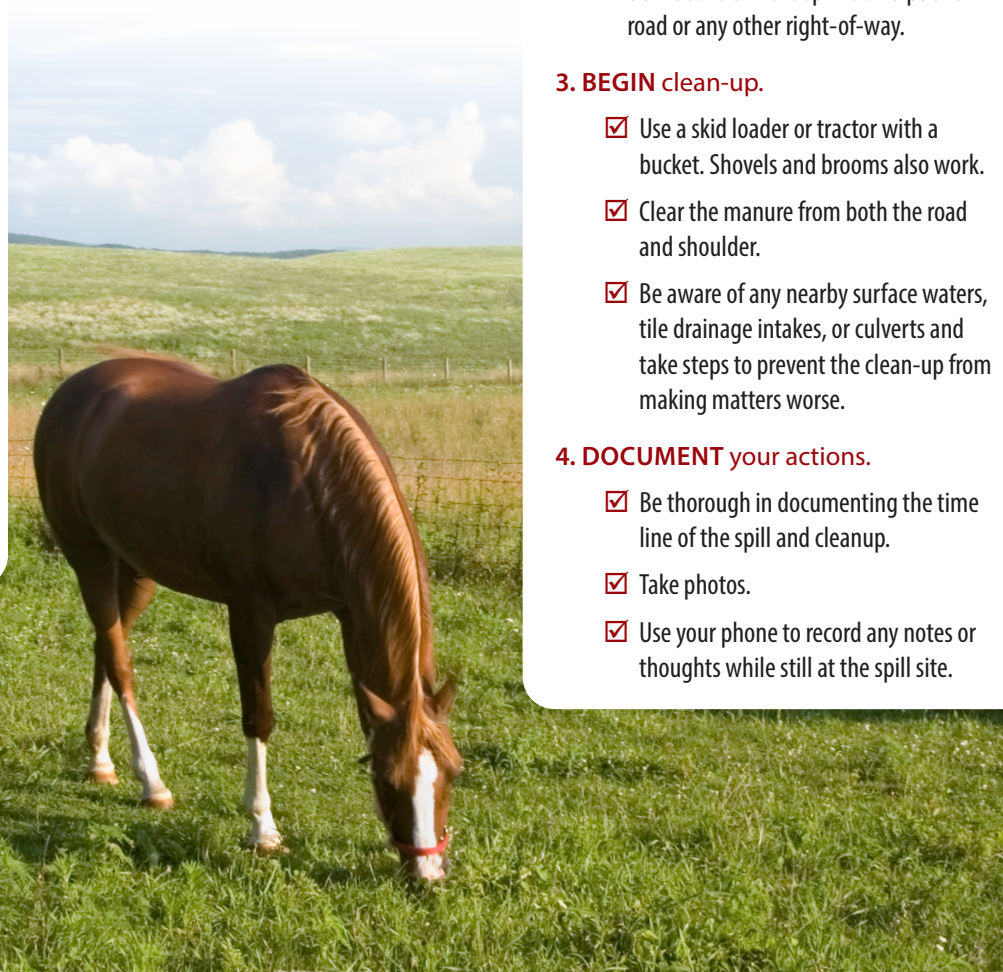 road or any other right-of-way.
3. BEGIN clean-up.
☑ Use a skid loader or tractor with a
bucket. Shovels and brooms also work.
☑ Clear the manure from both the road
and shoulder.
☑ Be aware of any nearby surface waters,
tile drainage intakes, or culverts and
take steps to prevent the clean-up from
making matters worse.
4. DOCUMENT your actions.
☑ Be thorough in documenting the time
line of the spill and cleanup.
☑ Take photos.
☑ Use your phone to record any notes or
thoughts while still at the spill site.